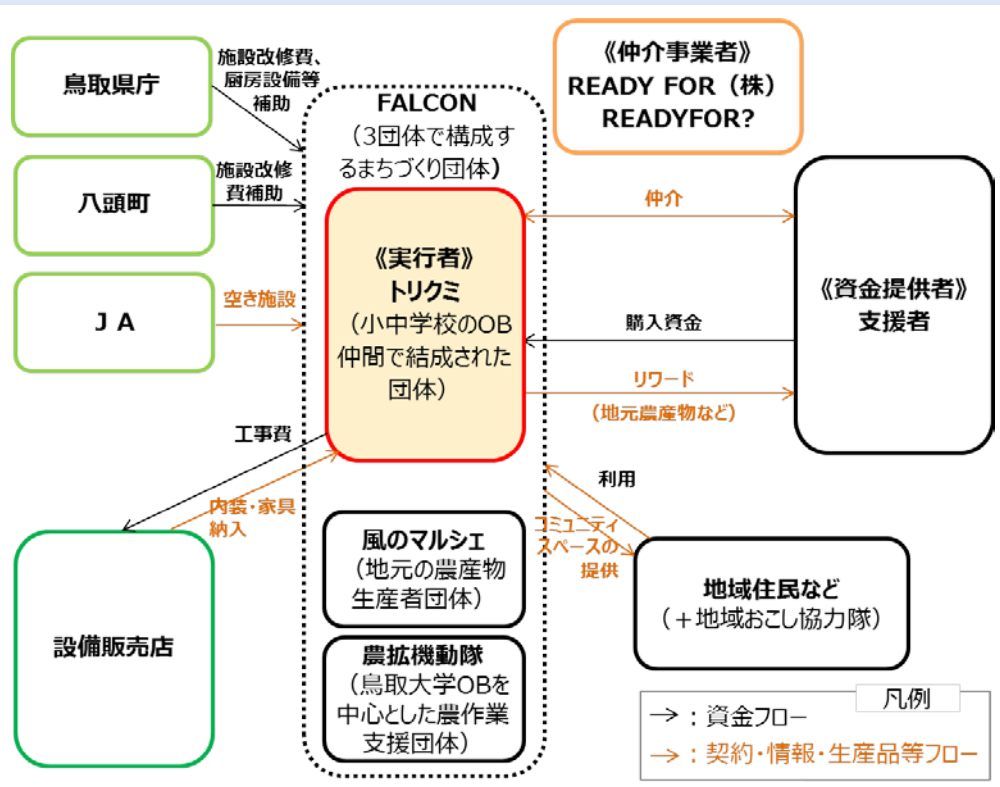 鳥取県庁
施設改修費、
厨房設備等
補助
八頭町
施設改修
費補助
J A
空き施設
FALCON
（3団体で構成す
るまちづくり団体）
《実行者》
トリクミ
（小中学校のOB
仲間で結成された
団体）
《仲介事業者》
READY FOR（株）
READYFOR?
仲介
《資金提供者》
支援者
購入資金
リワード
（地元農産物など）
工事費
内装・家具
納入
設備販売店
風のマルシェ
（地元の農産物
生産者団体）
農拡機動隊
（鳥取大学OBを
中心とした農作業
支援団体）
利用
コミュニティ
スペースの
提供
地域住民など
（＋地域おこし協力隊）
凡例
→：資金フロー
→：契約・情報・生産品等フロー